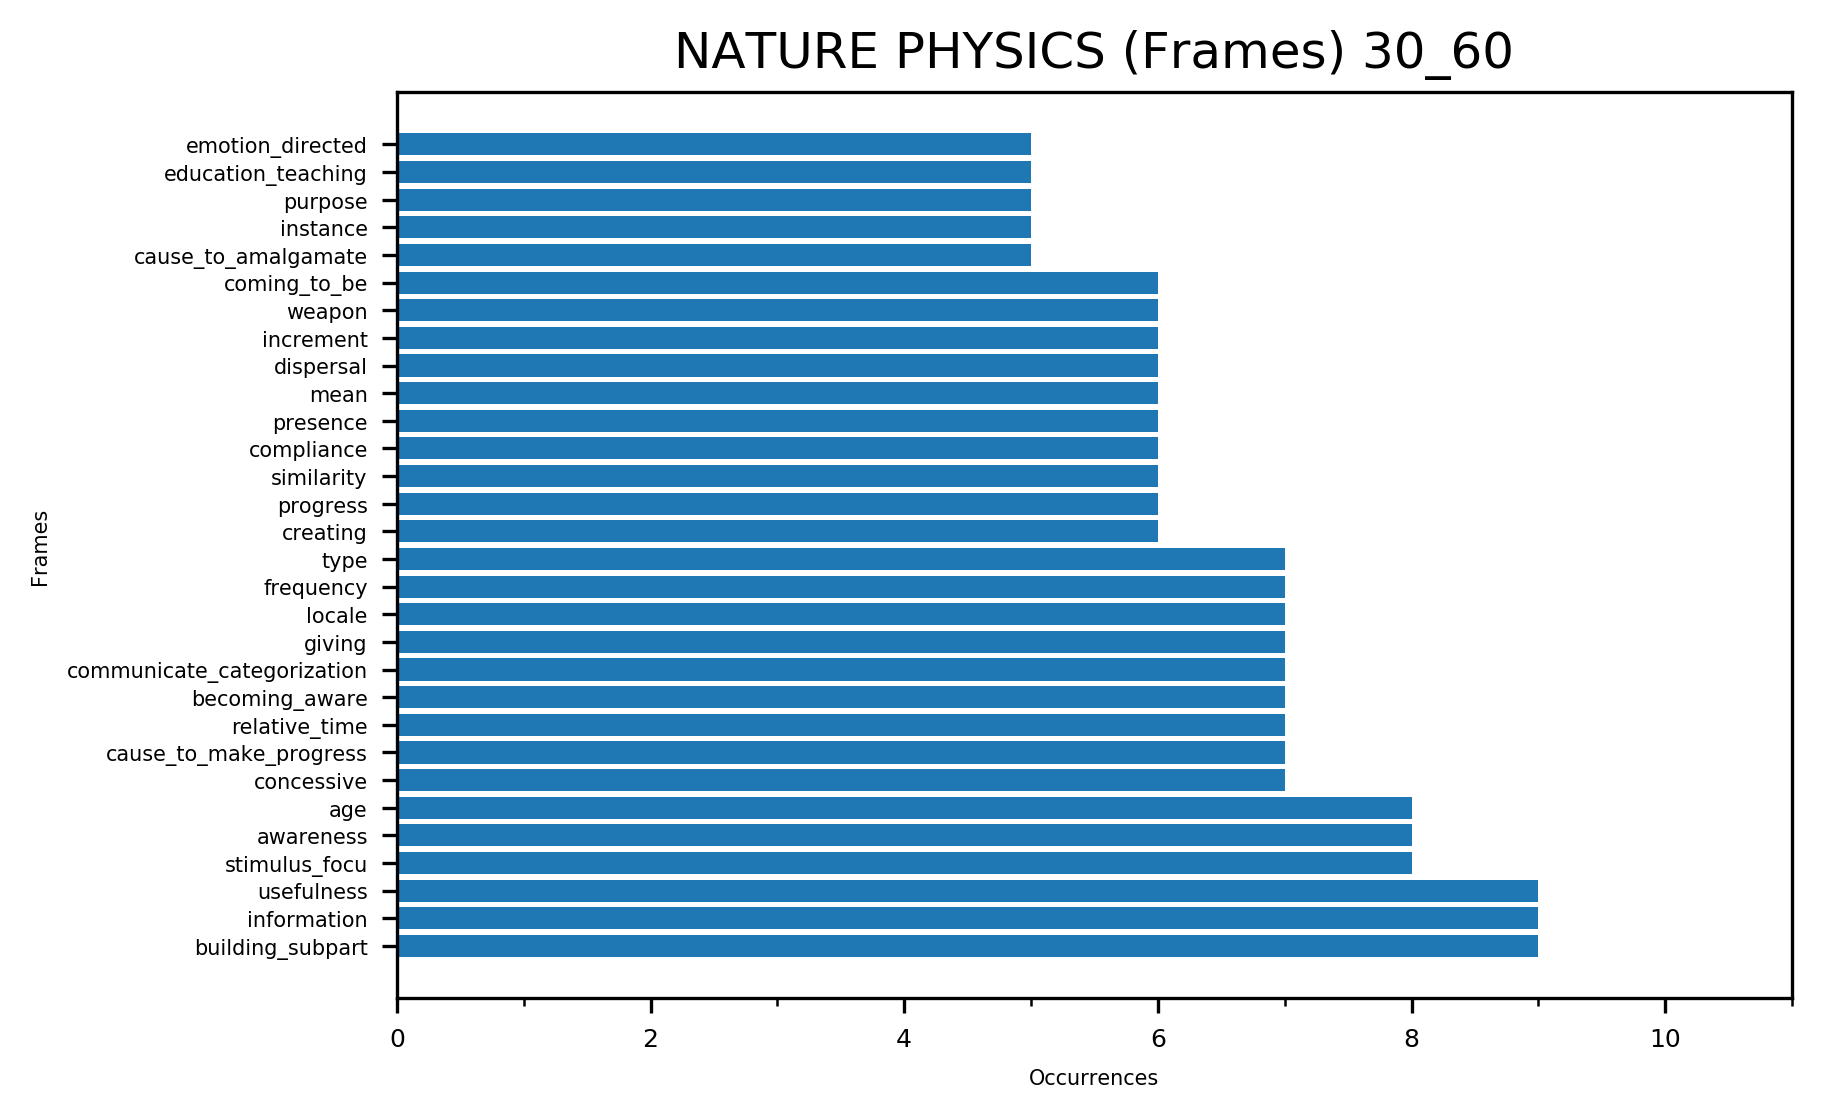 NATURE PHYSICS (Frames) 30_60
emotion_directed
education_teaching
purpose
instance
cause_to_amalgamate
coming_to_be
weapon
increment
dispersal
mean
presence
compliance
similarity
progress
creating
type
frequency
locale
giving
communicate_categorization
becoming_aware
relative_time
cause_to_make_progress
concessive
age
awareness
stimulus_focu
usefulness
information
building_subpart
Frames
0 2 4 6 8 10
Occurrences